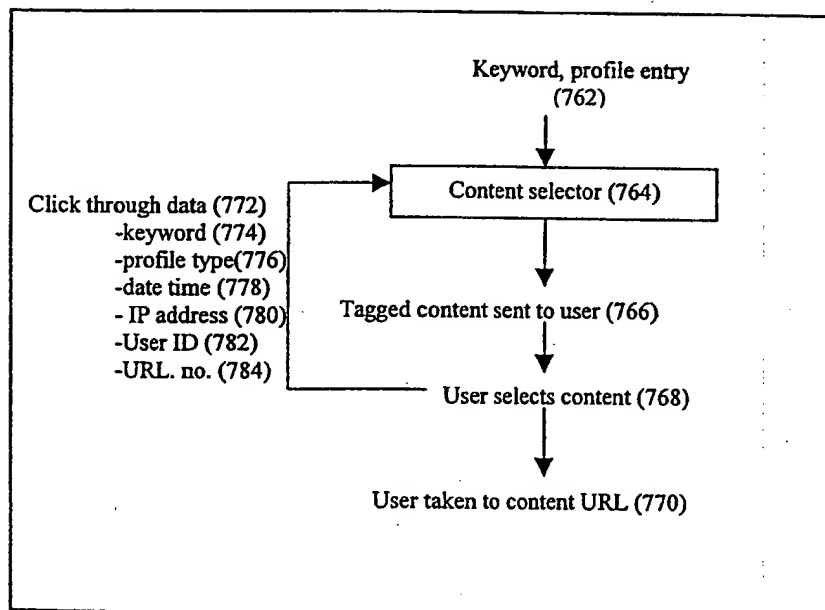 Keyword, profile entry
(762)
Content selector (764)
Click through data (772)
-keyword (774)
-profile type(776)
-date time (778)
- IP address (780)
-User ID (782)
-URL. no. (784)
Tagged content sent to user (766)
User selects content (768)
User taken to content URL (770)